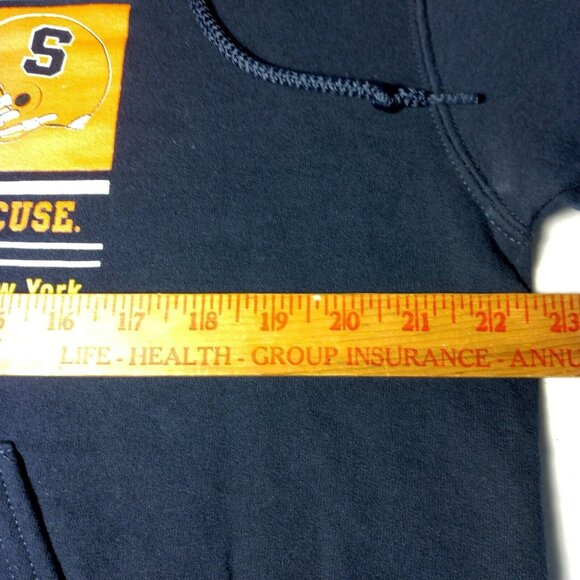 S
CUSE.
w York
16 17 18 19 20 21 22 23
LIFE - HEALTH - GROUP INSURANCE - ANNU